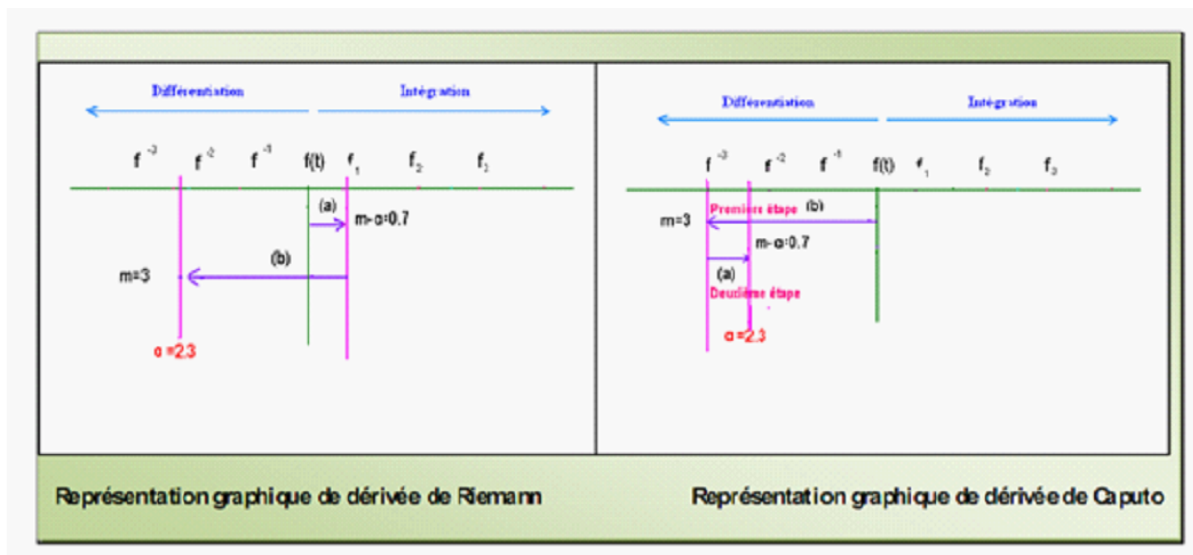 Différentiation Intégration
f⁻³ f⁻² f⁻¹ f(t) f₁ f₂ f₃
(a)
m-α=0.7
(b)
m=3
α=2.3
Différentiation Intégration
f⁻³ f⁻² f⁻¹ f(t) f₁ f₂ f₃
Première étape (b)
m=3
m-α=0.7
(a)
Deuxième étape
α=2.3
Représentation graphique de dérivée de Riemann
Représentation graphique de dérivée de Caputo